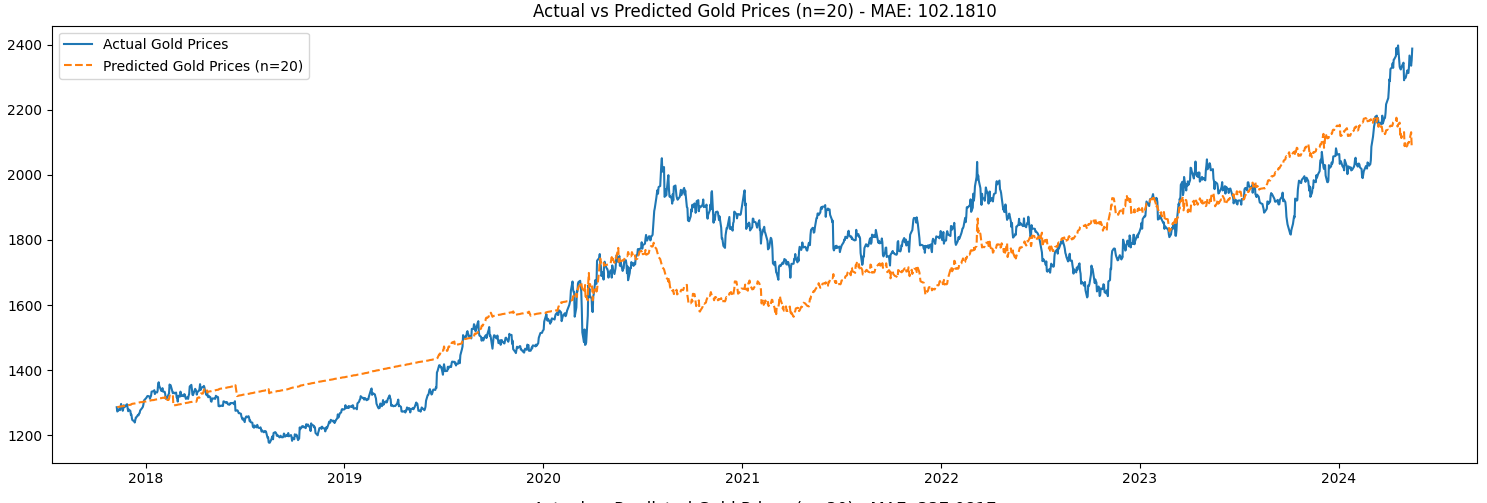 Actual vs Predicted Gold Prices (n=20) - MAE: 102.1810
Actual Gold Prices
Predicted Gold Prices (n=20)
2400
2200
2000
1800
1600
1400
1200
2018 2019 2020 2021 2022 2023 2024